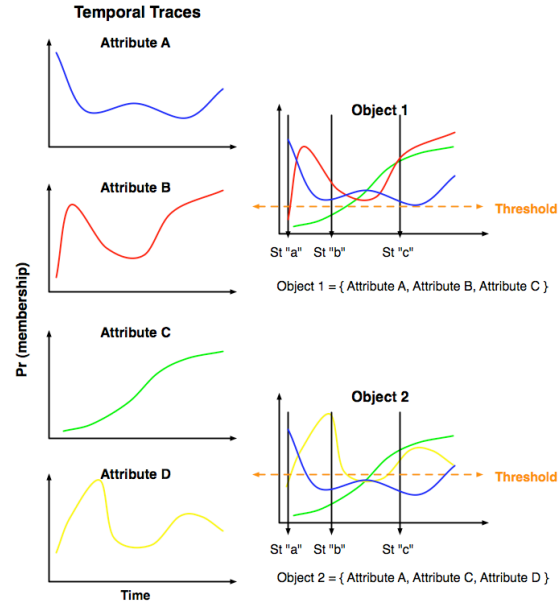 Temporal Traces
Attribute A
Attribute B
Attribute C
Attribute D
Pr (membership)
Time
Object 1
Threshold
St "a" St "b" St "c"
Object 1 = { Attribute A, Attribute B, Attribute C }
Object 2
Threshold
St "a" St "b" St "c"
Object 2 = { Attribute A, Attribute C, Attribute D }